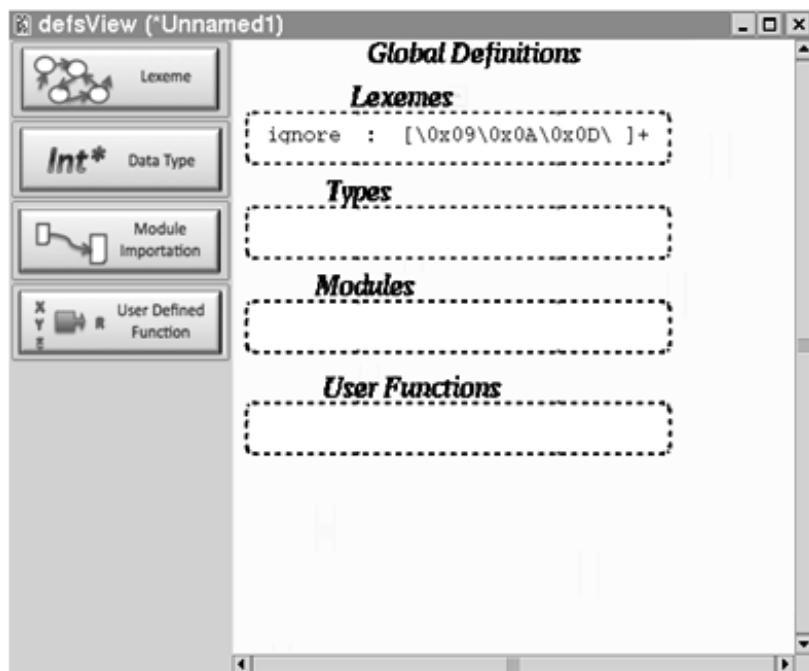 defsView (*Unnamed1)
Lexeme
Int* Data Type
Module
Importation
X
Y
Z
R
User Defined
Function
Global Definitions
Lexemes
ignore : [\0x09\0x0A\0x0D\ ]+
Types
Modules
User Functions